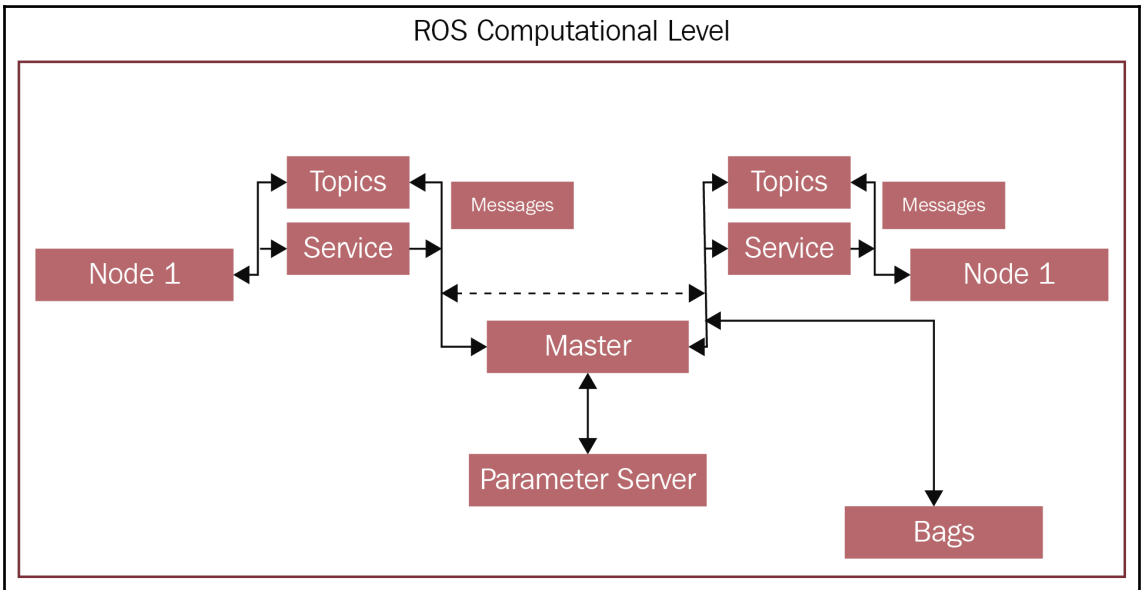 ROS Computational Level
Topics
Messages
Service
Node 1
Topics
Messages
Service
Node 1
Master
Parameter Server
Bags